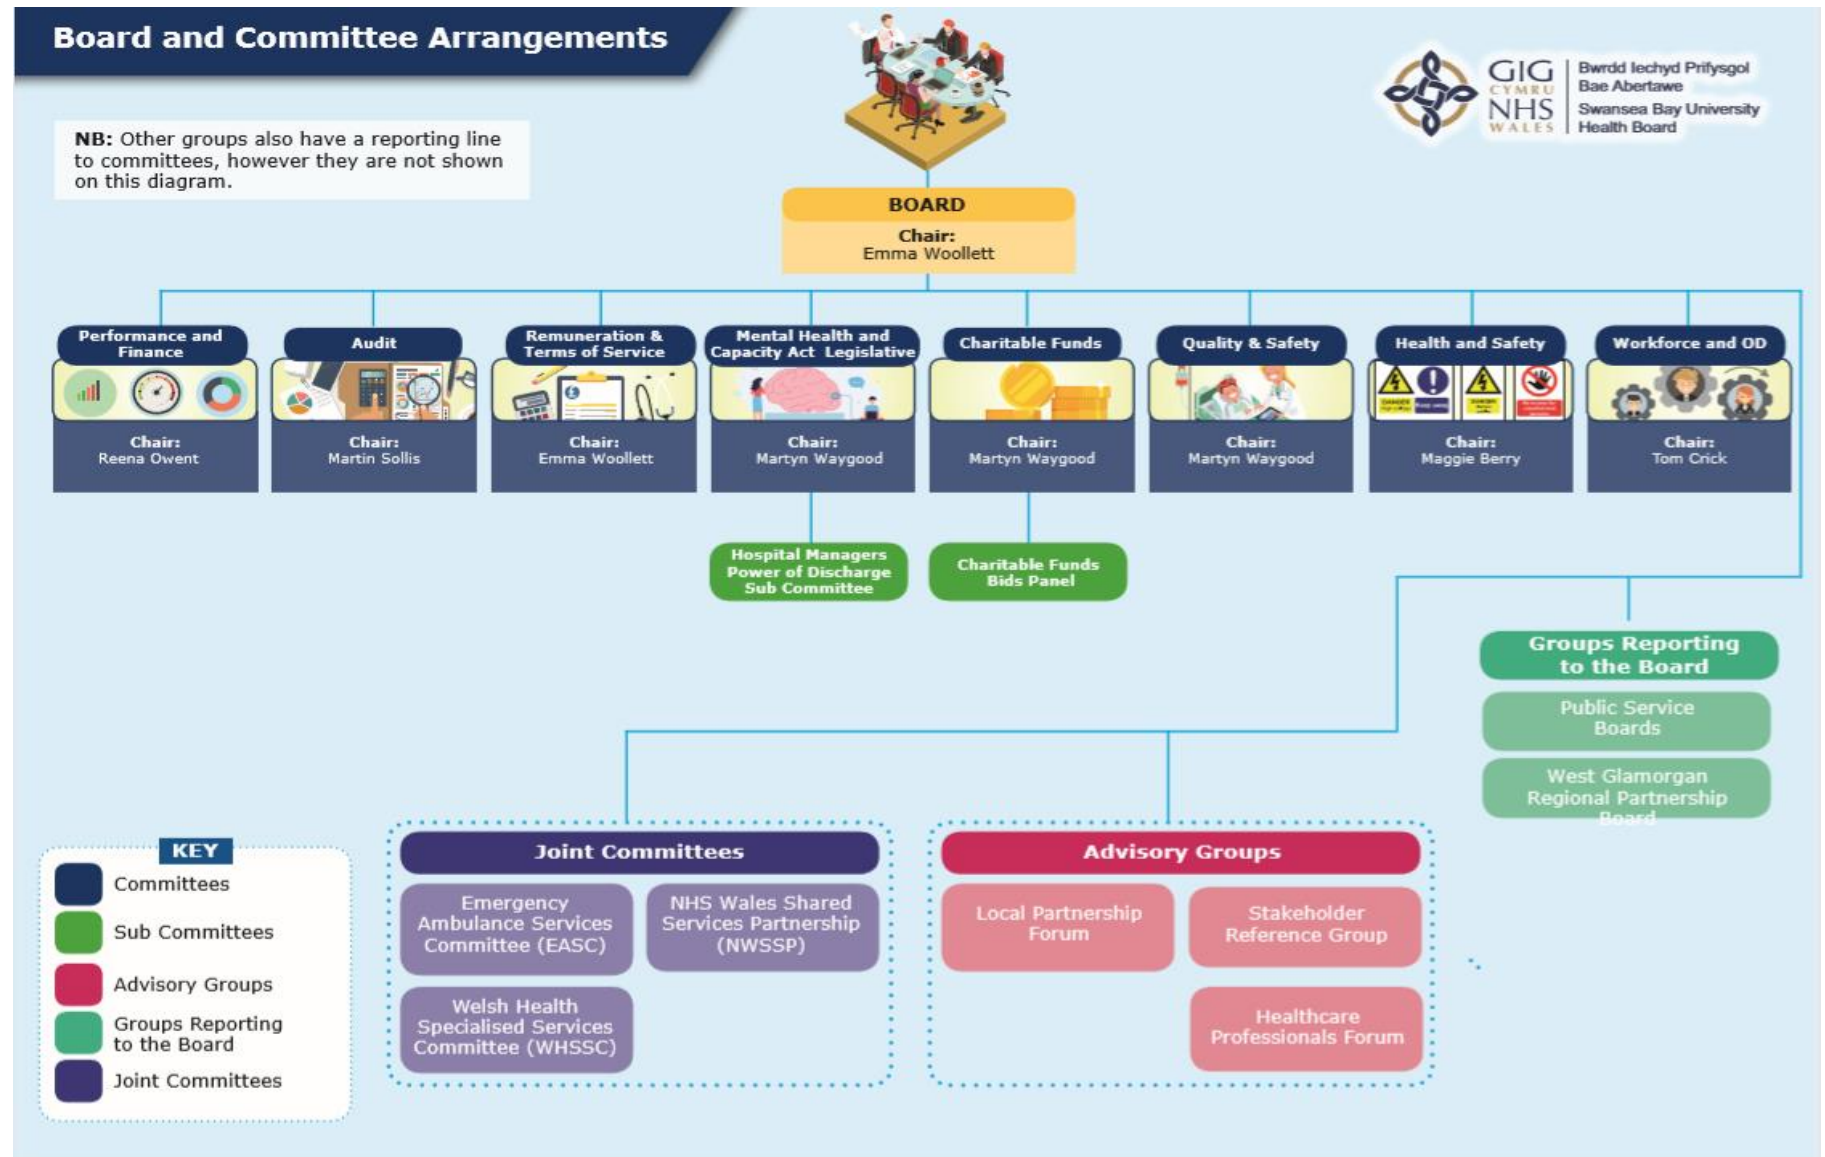 Board and Committee Arrangements
GIG
CYMRU
NHS
WALES
Bwrdd Iechyd Prifysgol
Bae Abertawe
Swansea Bay University
Health Board
NB: Other groups also have a reporting line
to committees, however they are not shown
on this diagram.
BOARD
Chair:
Emma Woollett
Performance and
Finance
Chair:
Reena Owent
Audit
Chair:
Martin Sollis
Remuneration &
Terms of Service
Chair:
Emma Woollett
Mental Health and
Capacity Act Legislative
Chair:
Martyn Waygood
Charitable Funds
Chair:
Martyn Waygood
Quality & Safety
Chair:
Martyn Waygood
Health and Safety
Chair:
Maggie Berry
Workforce and OD
Chair:
Tom Crick
Hospital Managers
Power of Discharge
Sub Committee
Charitable Funds
Bids Panel
Groups Reporting
to the Board
Public Service
Boards
West Glamorgan
Regional Partnership
Board
Joint Committees
Emergency
Ambulance Services
Committee (EASC)
NHS Wales Shared
Services Partnership
(NWSSP)
Welsh Health
Specialised Services
Committee (WHSSC)
Advisory Groups
Local Partnership
Forum
Stakeholder
Reference Group
Healthcare
Professionals Forum
KEY
Committees
Sub Committees
Advisory Groups
Groups Reporting
to the Board
Joint Committees